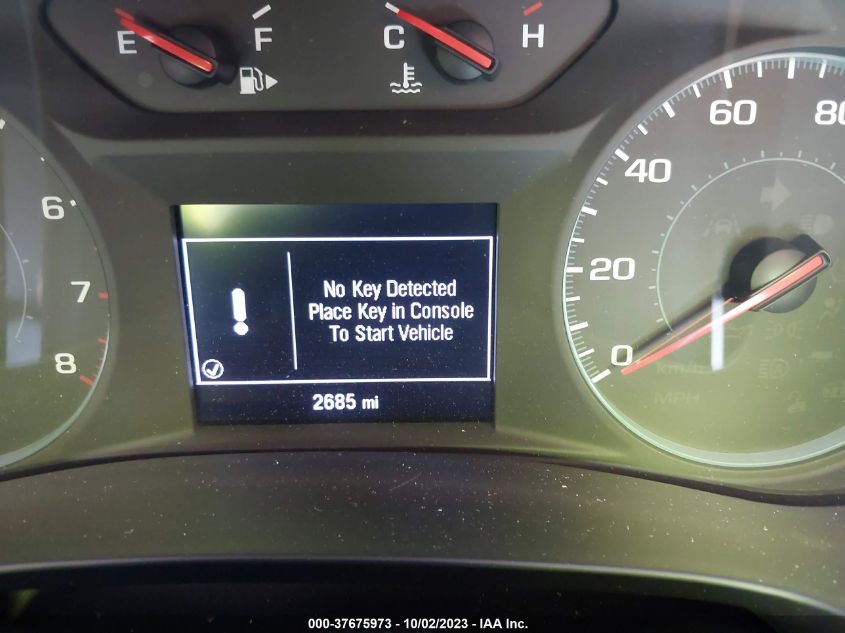 E F C H
6
7
8
No Key Detected
Place Key in Console
To Start Vehicle
2685 mi
0
20
40
60
80
km/h
MPH
000-37675973 - 10/02/2023 - IAA Inc.